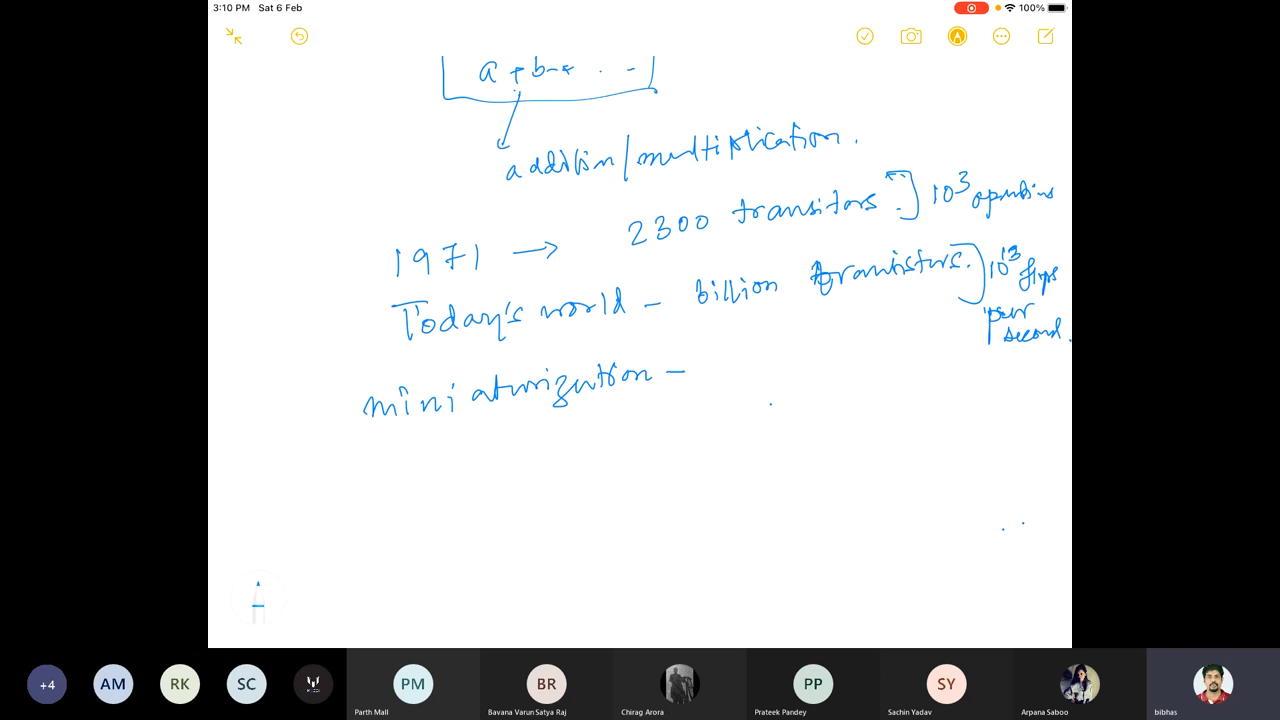 3:10 PM Sat 6 Feb
100%
a + b
addition/multiplication.
1971 → 2300 transitors 10³ operations
Today's world - billion transistors. 10¹³ flops per second.
miniaturization -
+4
AM
RK
SC
PM
BR
PP
SY
Parth Mall
Bavana Varun Satya Raj
Chirag Arora
Prateek Pandey
Sachin Yadav
Arpana Saboo
bibhas